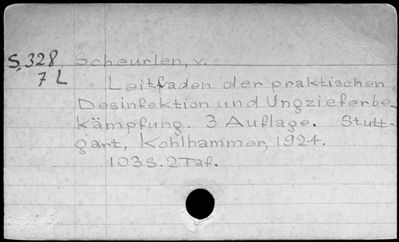 S. 328 Scheurlen, v.
7 L Leitfaden der praktischen
Desinfektion und Ungezieferbe-
kämpfung. 3 Auflage. Stutt-
gart, Kohlhammer, 1924.
103 S. 2 Taf.